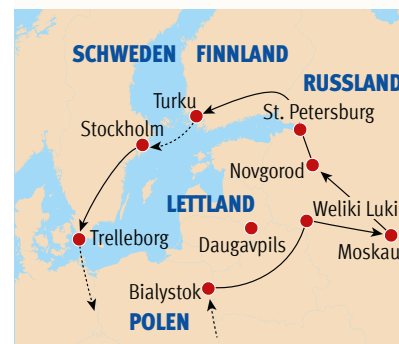 SCHWEDEN FINNLAND
RUSSLAND
Turku
St. Petersburg
Stockholm
Novgorod
LETTLAND
Weliki Luki
Trelleborg
Daugavpils
Moskau
Bialystok
POLEN